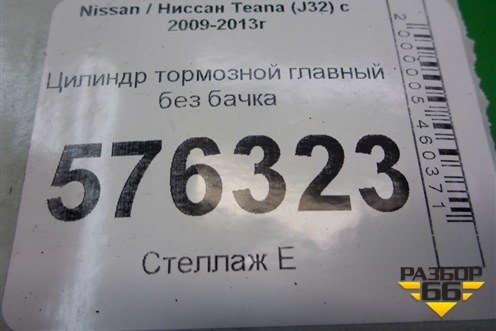 Nissan / Ниссан Teana (J32) с
2009-2013г
Цилиндр тормозной главный
без бачка
576323
Стеллаж Е
2000005460371
РАЗБОР
66